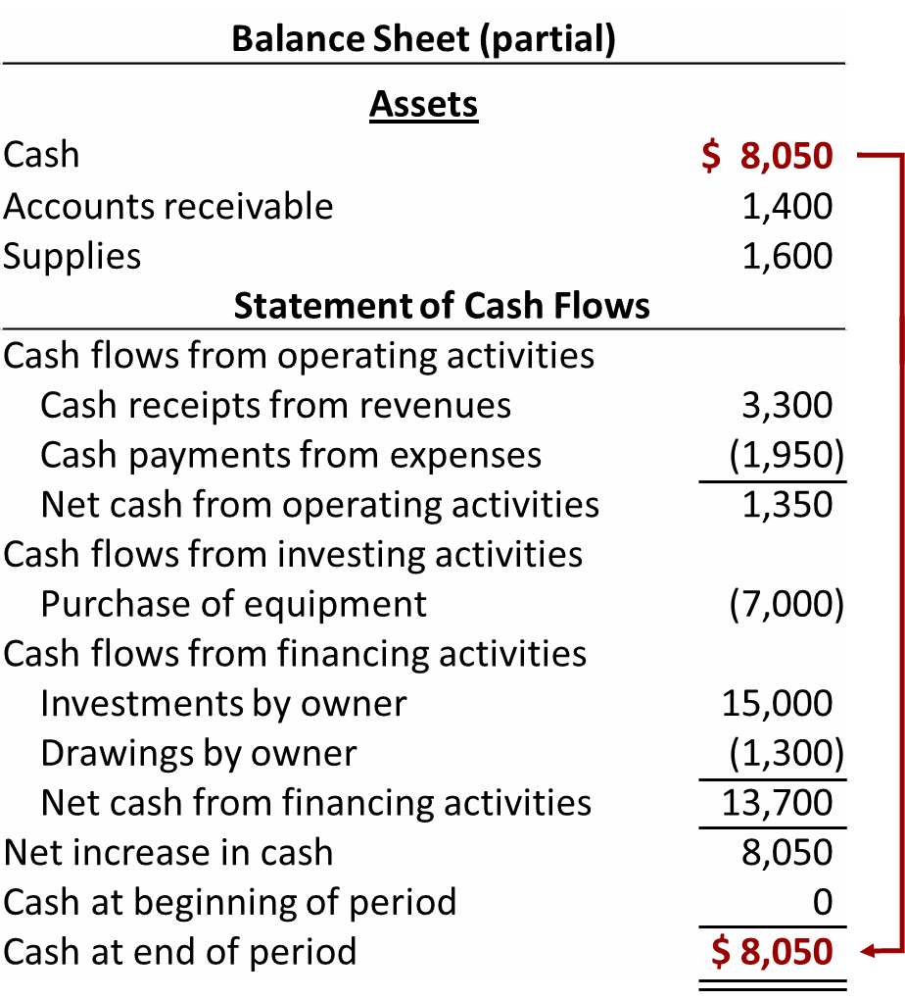 Balance Sheet (partial)
Assets
Cash $ 8,050
Accounts receivable 1,400
Supplies 1,600
Statement of Cash Flows
Cash flows from operating activities
Cash receipts from revenues 3,300
Cash payments from expenses (1,950)
Net cash from operating activities 1,350
Cash flows from investing activities
Purchase of equipment (7,000)
Cash flows from financing activities
Investments by owner 15,000
Drawings by owner (1,300)
Net cash from financing activities 13,700
Net increase in cash 8,050
Cash at beginning of period 0
Cash at end of period $ 8,050